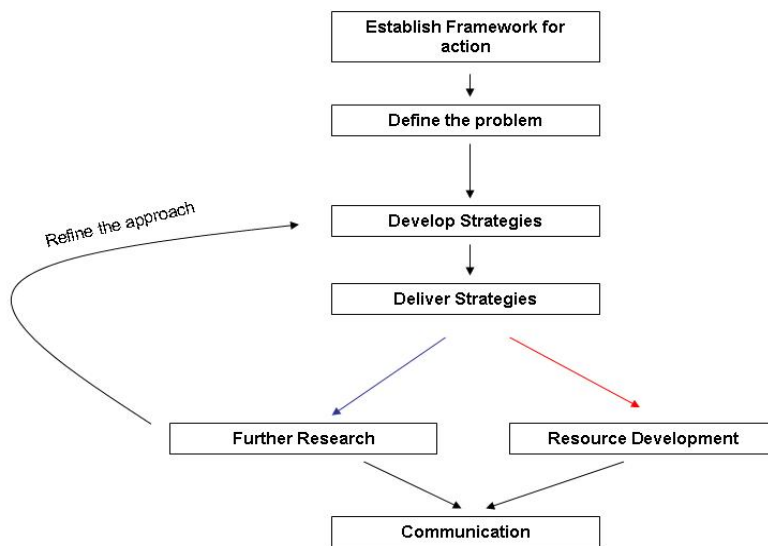 Establish Framework for
action
Define the problem
Refine the approach
Develop Strategies
Deliver Strategies
Further Research
Resource Development
Communication